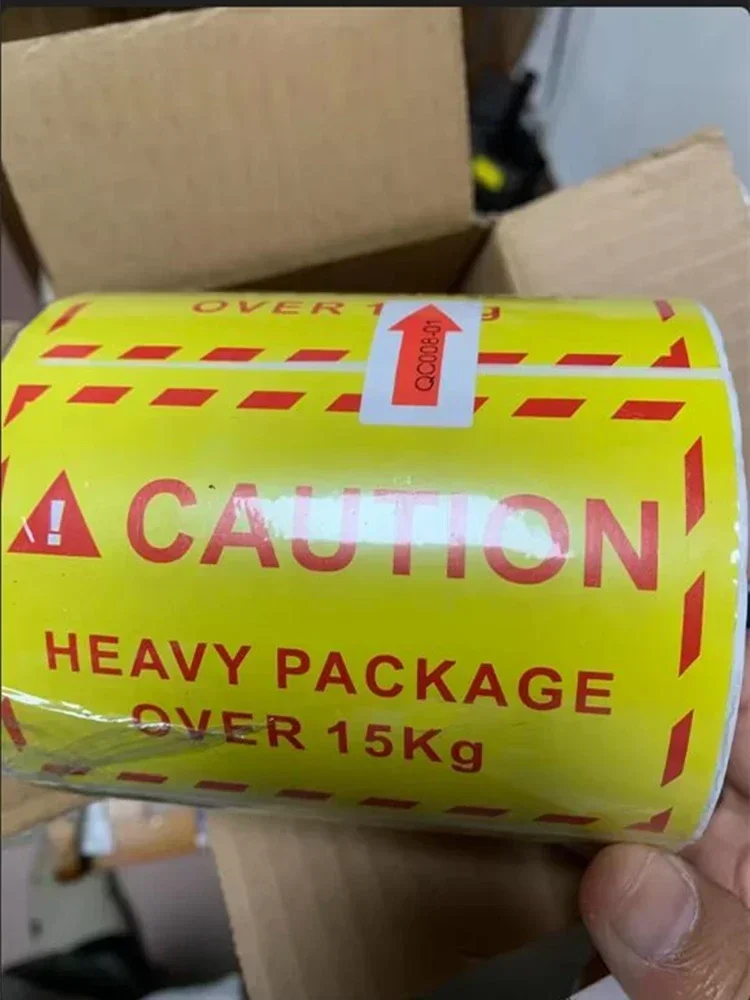 OVER 1 g
QC008-01
! CAUTION
HEAVY PACKAGE
OVER 15Kg